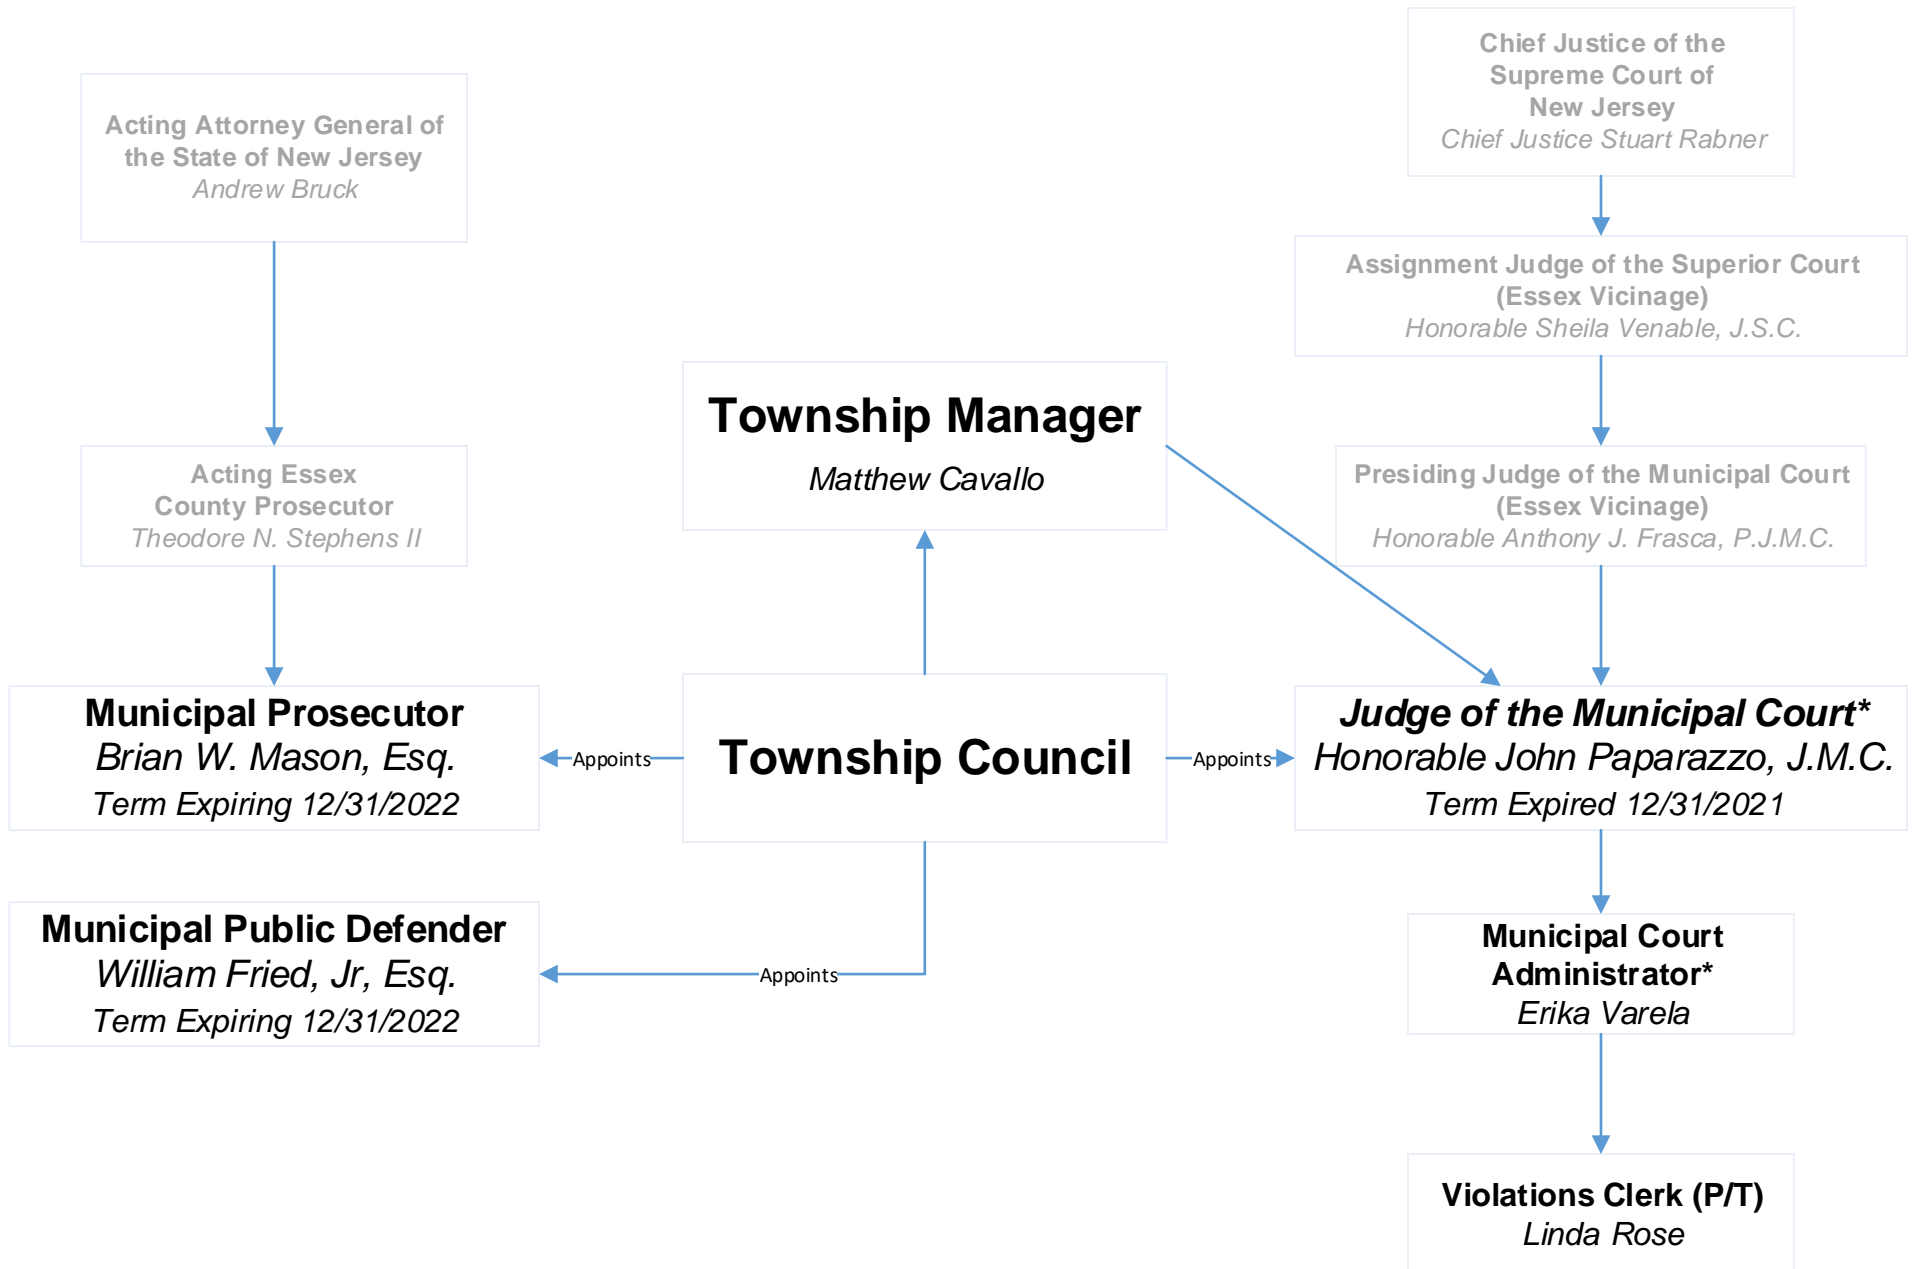 Chief Justice of the
Supreme Court of
New Jersey
Chief Justice Stuart Rabner
Acting Attorney General of
the State of New Jersey
Andrew Bruck
Assignment Judge of the Superior Court
(Essex Vicinage)
Honorable Sheila Venable, J.S.C.
Township Manager
Matthew Cavallo
Acting Essex
County Prosecutor
Theodore N. Stephens II
Presiding Judge of the Municipal Court
(Essex Vicinage)
Honorable Anthony J. Frasca, P.J.M.C.
Municipal Prosecutor
Brian W. Mason, Esq.
Term Expiring 12/31/2022
Appoints
Township Council
Appoints
Judge of the Municipal Court*
Honorable John Paparazzo, J.M.C.
Term Expired 12/31/2021
Municipal Public Defender
William Fried, Jr, Esq.
Term Expiring 12/31/2022
Appoints
Municipal Court
Administrator*
Erika Varela
Violations Clerk (P/T)
Linda Rose